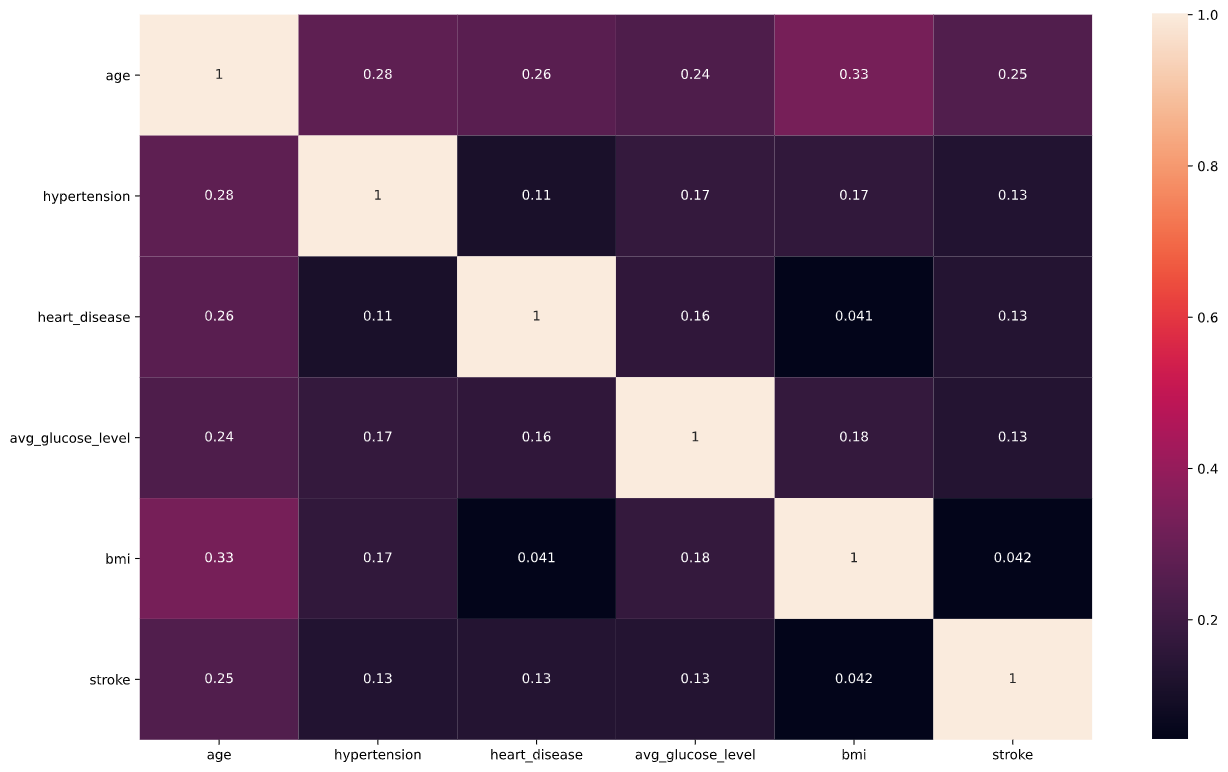 1.0
age 1 0.28 0.26 0.24 0.33 0.25
0.8
hypertension 0.28 1 0.11 0.17 0.17 0.13
heart_disease 0.26 0.11 1 0.16 0.041 0.13
0.6
avg_glucose_level 0.24 0.17 0.16 1 0.18 0.13
0.4
bmi 0.33 0.17 0.041 0.18 1 0.042
0.2
stroke 0.25 0.13 0.13 0.13 0.042 1
age hypertension heart_disease avg_glucose_level bmi stroke